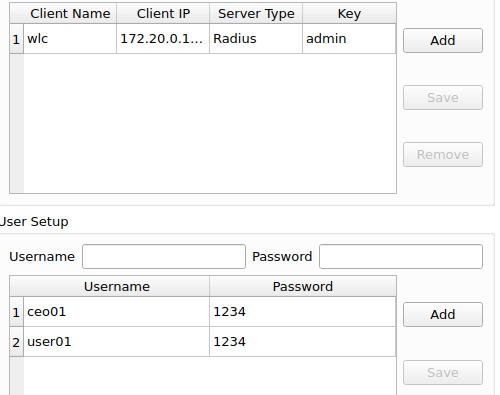 Client Name Client IP Server Type Key
1 wlc 172.20.0.1... Radius admin
Add
Save
Remove
User Setup
Username Password
Username Password
1 ceo01 1234
Add
2 user01 1234
Save